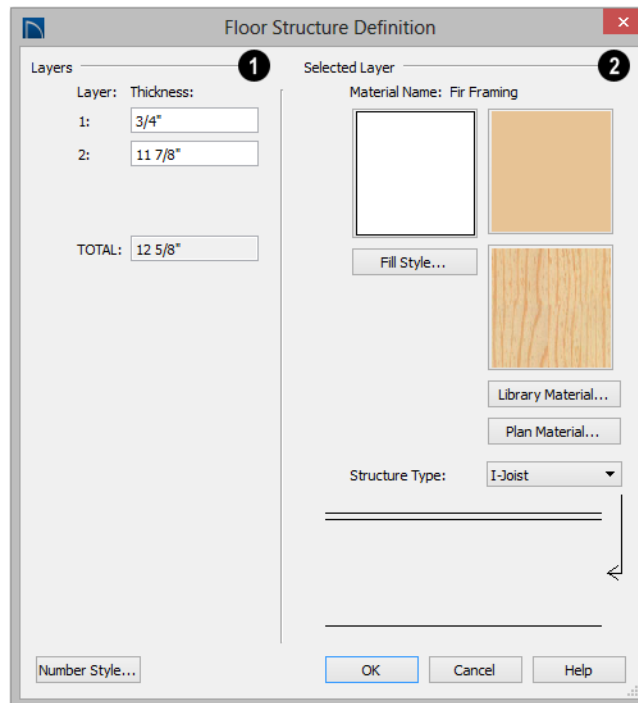 Floor Structure Definition
Layers 1
Layer: Thickness:
1: 3/4"
2: 11 7/8"
TOTAL: 12 5/8"
Selected Layer 2
Material Name: Fir Framing
Fill Style...
Library Material...
Plan Material...
Structure Type: I-Joist
Number Style... OK Cancel Help